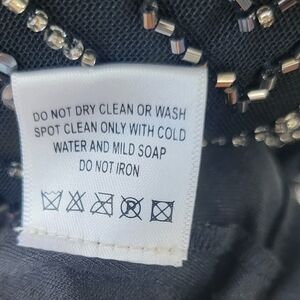 DO NOT DRY CLEAN OR WASH
SPOT CLEAN ONLY WITH COLD
WATER AND MILD SOAP
DO NOT IRON